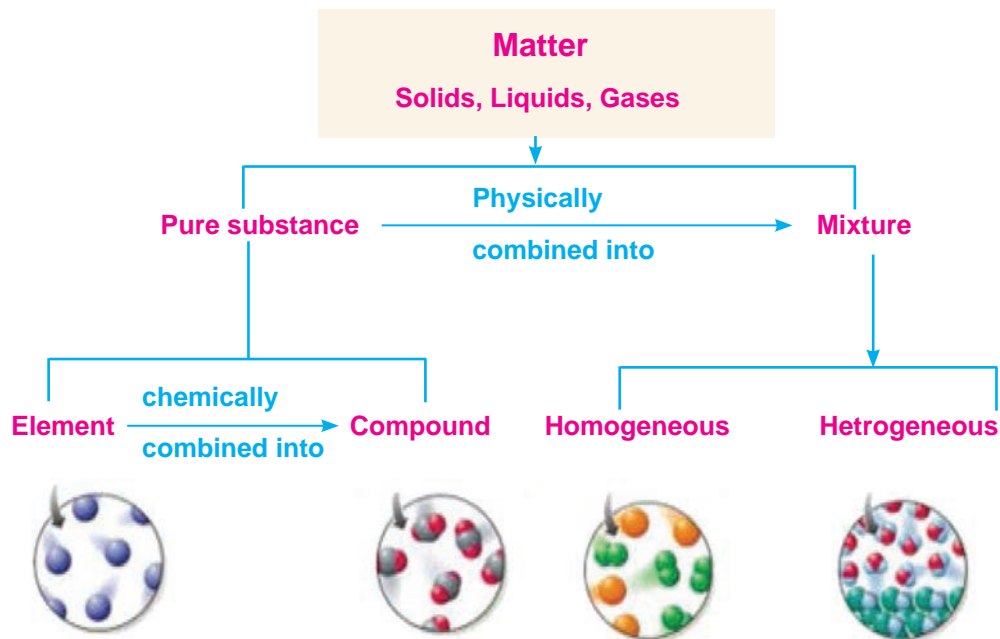 Matter
Solids, Liquids, Gases
Physically
Pure substance
Mixture
combined into
chemically
Element
Compound
Homogeneous
Hetrogeneous
combined into